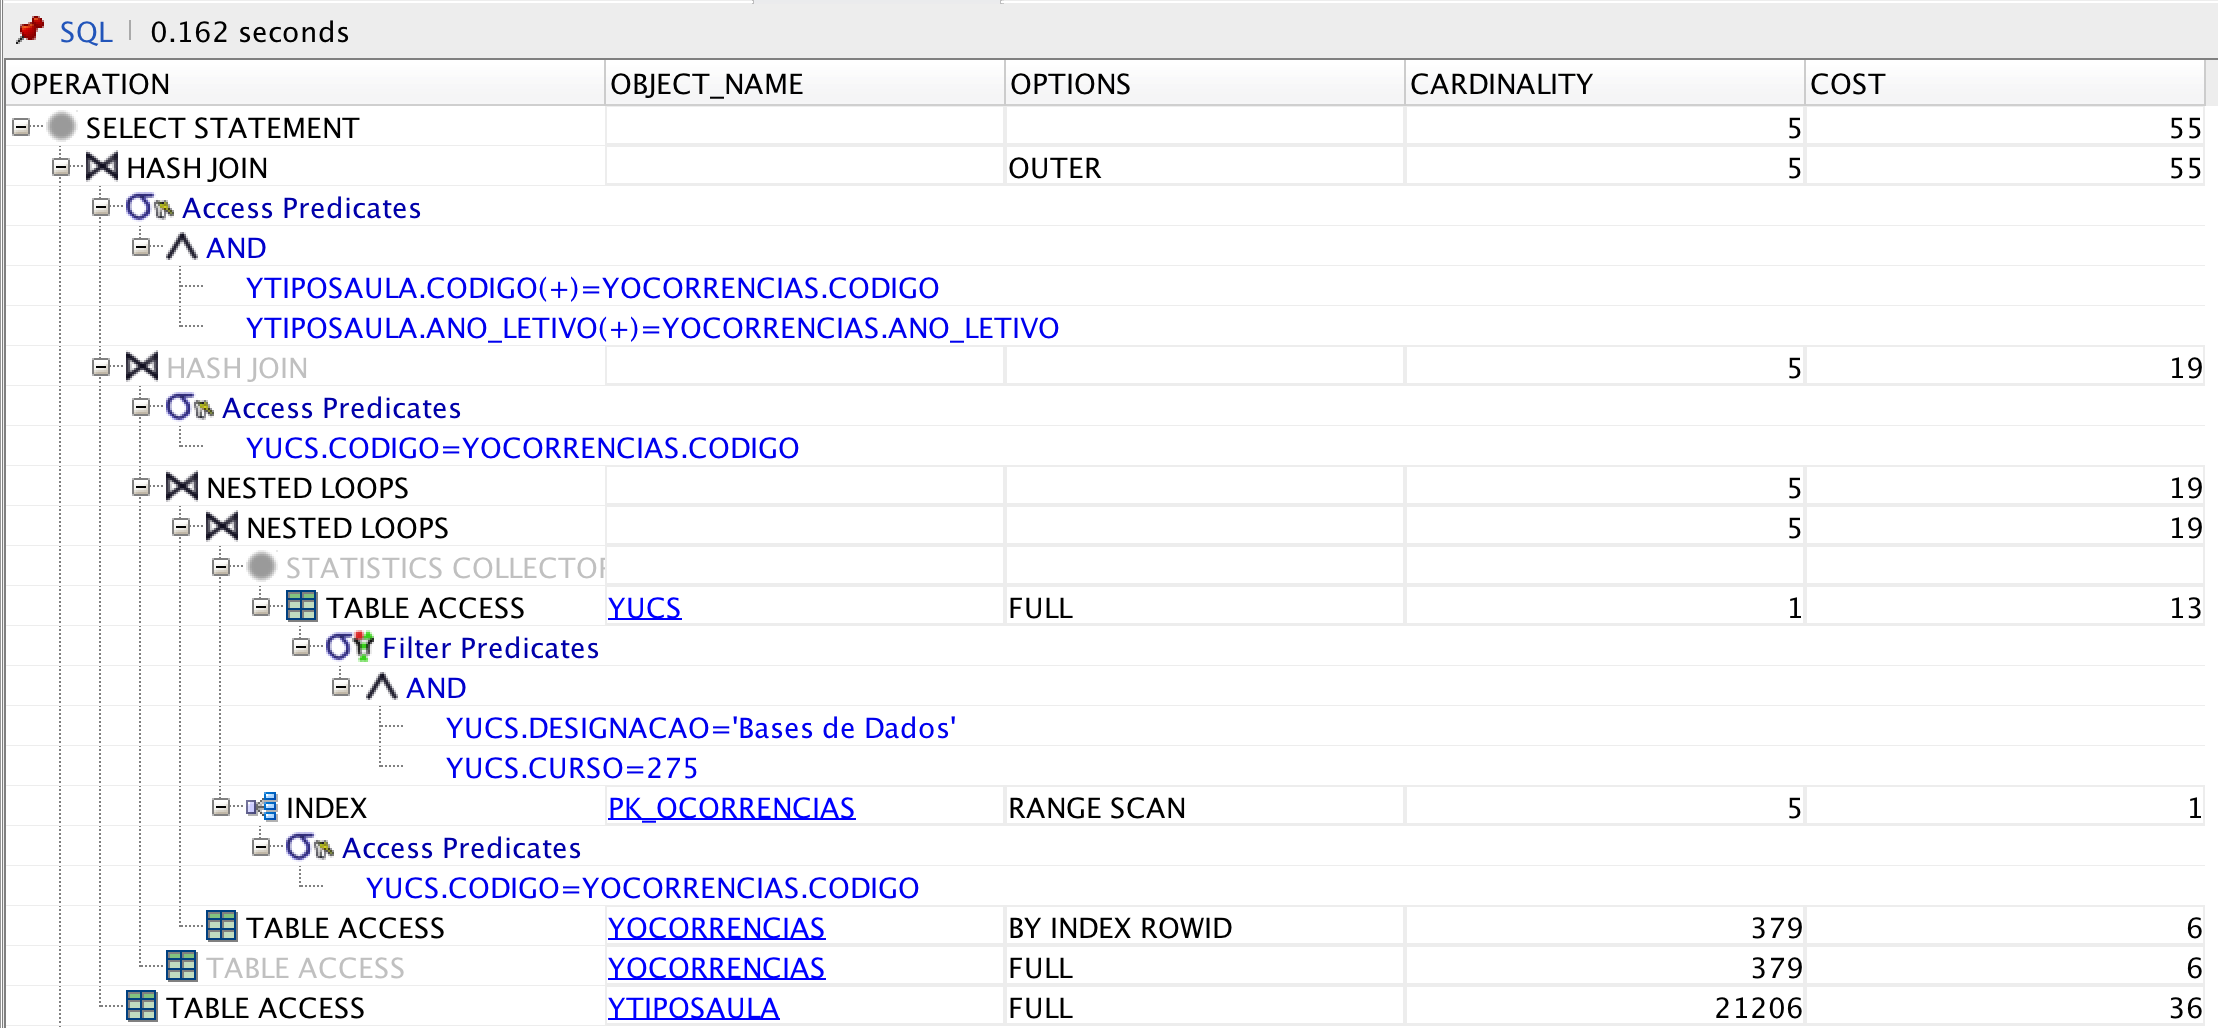 SQL | 0.162 seconds
OPERATION OBJECT_NAME OPTIONS CARDINALITY COST
SELECT STATEMENT 5 55
HASH JOIN OUTER 5 55
Access Predicates
AND
YTIPOSAULA.CODIGO(+)=YOCORRENCIAS.CODIGO
YTIPOSAULA.ANO_LETIVO(+)=YOCORRENCIAS.ANO_LETIVO
HASH JOIN 5 19
Access Predicates
YUCS.CODIGO=YOCORRENCIAS.CODIGO
NESTED LOOPS 5 19
NESTED LOOPS 5 19
STATISTICS COLLECTOR
TABLE ACCESS YUCS FULL 1 13
Filter Predicates
AND
YUCS.DESIGNACAO='Bases de Dados'
YUCS.CURSO=275
INDEX PK_OCORRENCIAS RANGE SCAN 5 1
Access Predicates
YUCS.CODIGO=YOCORRENCIAS.CODIGO
TABLE ACCESS YOCORRENCIAS BY INDEX ROWID 379 6
TABLE ACCESS YOCORRENCIAS FULL 379 6
TABLE ACCESS YTIPOSAULA FULL 21206 36